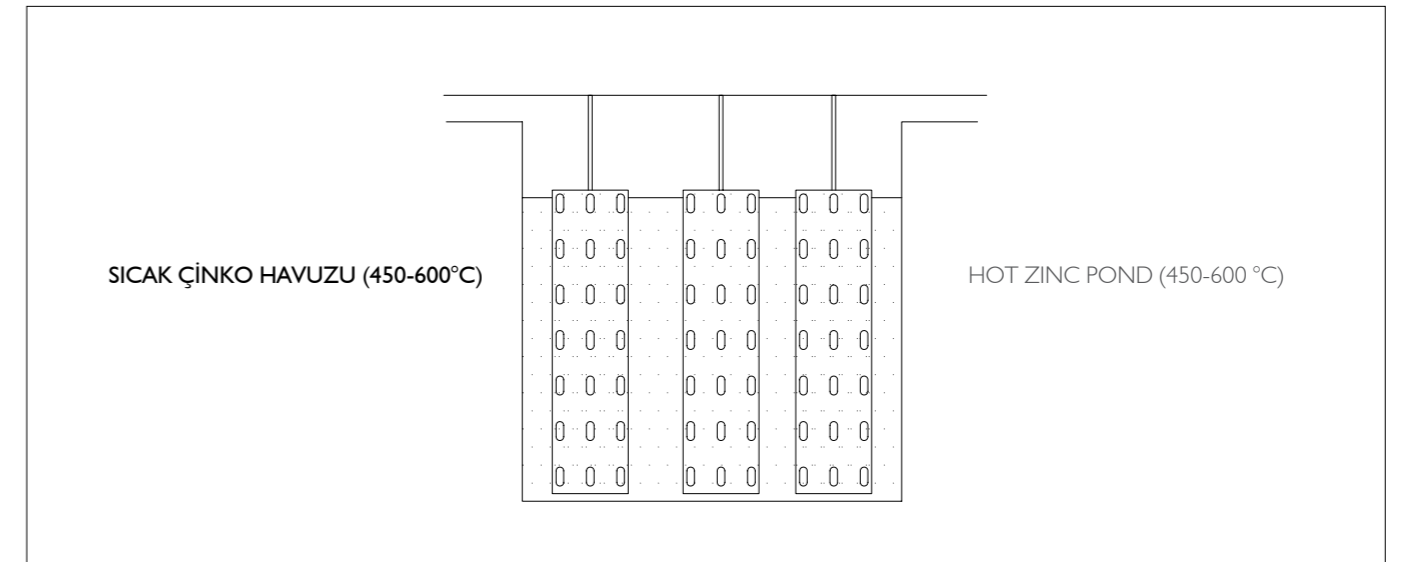 SICAK ÇİNKO HAVUZU (450-600°C)
HOT ZINC POND (450-600 °C)